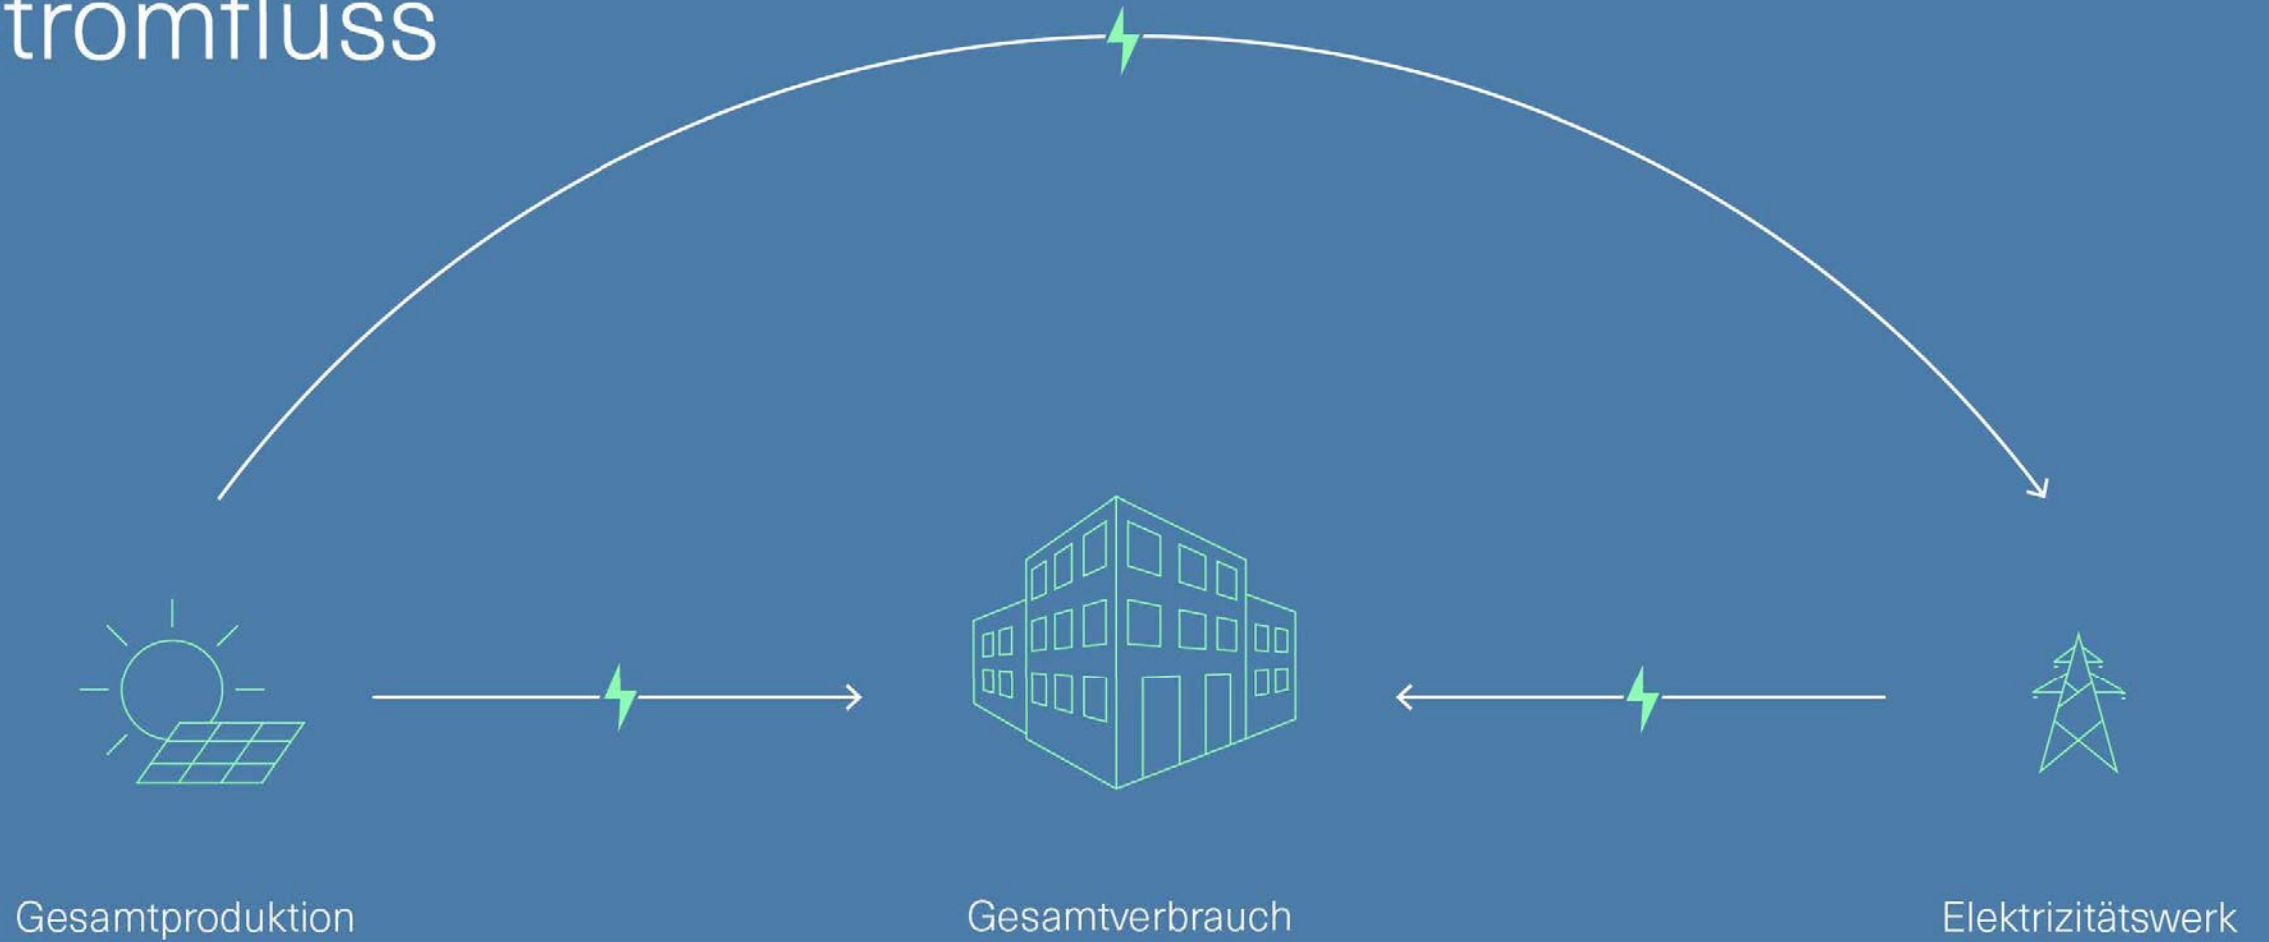 tromfluss
Gesamtproduktion
Gesamtverbrauch
Elektrizitätswerk